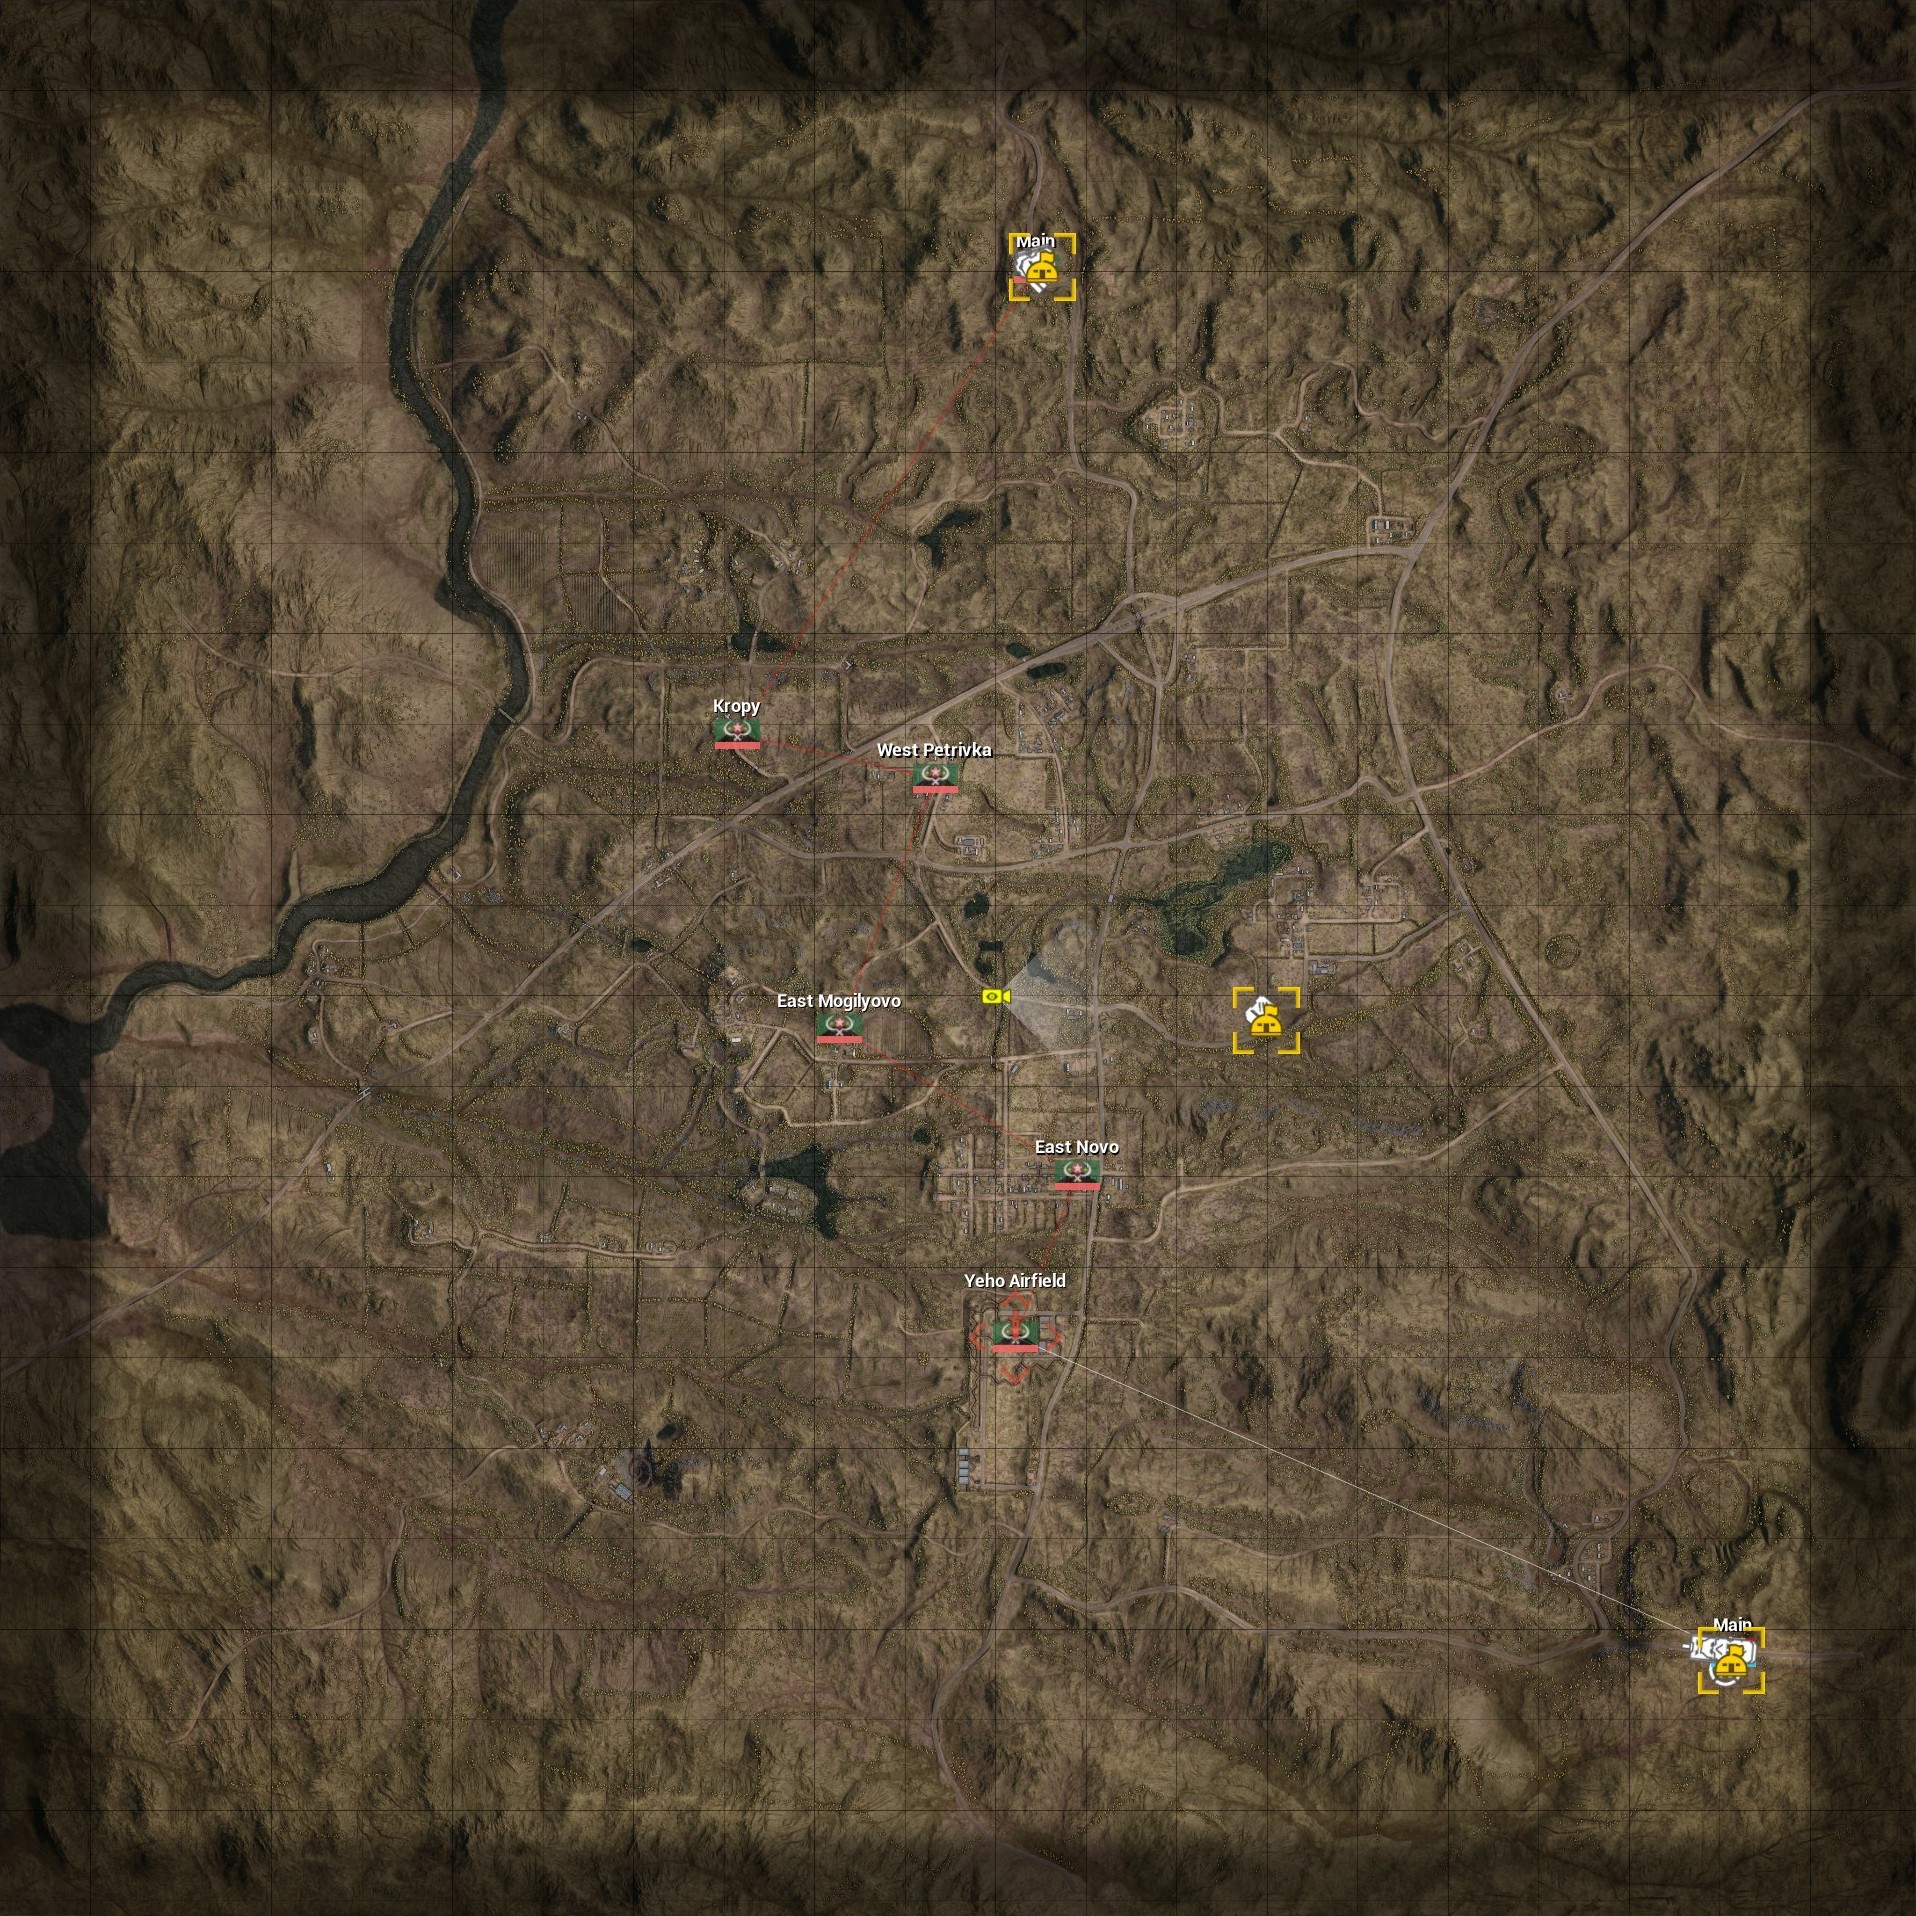 Main
Kropy
West Petrivka
East Mogilyovo
East Novo
Yeho Airfield
Main